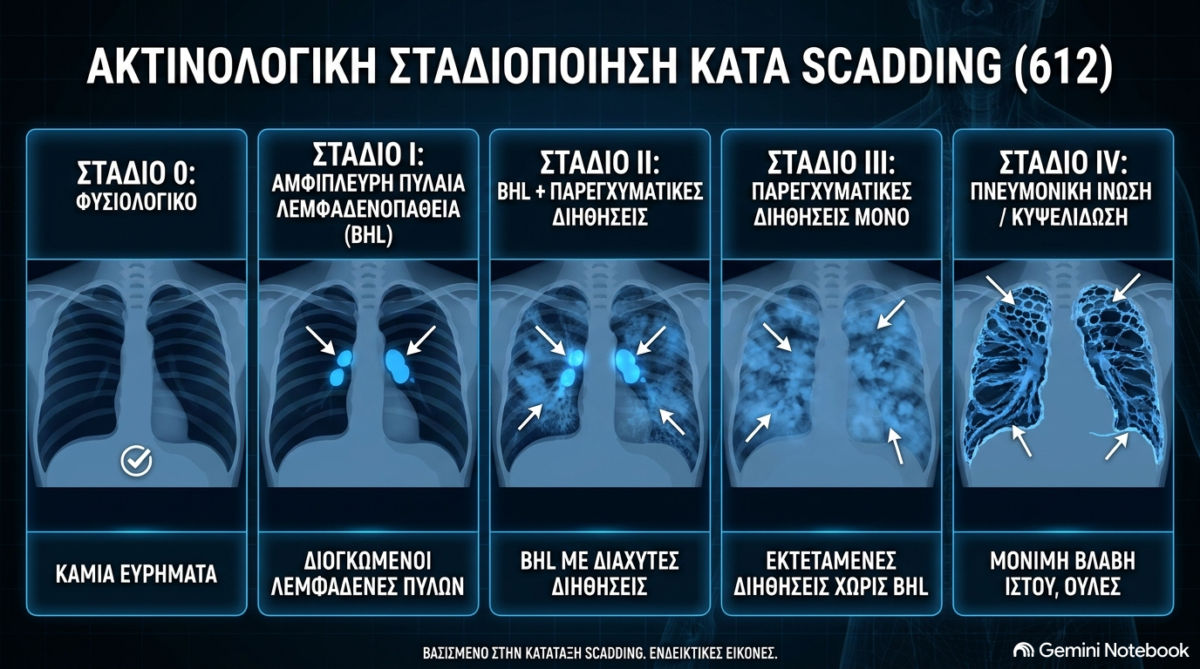 ΑΚΤΙΝΟΛΟΓΙΚΗ ΣΤΑΔΙΟΠΟΙΗΣΗ ΚΑΤΑ SCADDING (612)
ΣΤΑΔΙΟ 0:
ΦΥΣΙΟΛΟΓΙΚΟ
ΚΑΜΙΑ ΕΥΡΗΜΑΤΑ
ΣΤΑΔΙΟ I:
ΑΜΦΙΠΛΕΥΡΗ ΠΥΛΑΙΑ
ΛΕΜΦΑΔΕΝΟΠΑΘΕΙΑ
(BHL)
ΔΙΟΓΚΩΜΕΝΟΙ
ΛΕΜΦΑΔΕΝΕΣ ΠΥΛΩΝ
ΣΤΑΔΙΟ II:
BHL + ΠΑΡΕΓΧΥΜΑΤΙΚΕΣ
ΔΙΗΘΗΣΕΙΣ
BHL ΜΕ ΔΙΑΧΥΤΕΣ
ΔΙΗΘΗΣΕΙΣ
ΣΤΑΔΙΟ III:
ΠΑΡΕΓΧΥΜΑΤΙΚΕΣ
ΔΙΗΘΗΣΕΙΣ ΜΟΝΟ
ΕΚΤΕΤΑΜΕΝΕΣ
ΔΙΗΘΗΣΕΙΣ ΧΩΡΙΣ BHL
ΣΤΑΔΙΟ IV:
ΠΝΕΥΜΟΝΙΚΗ ΙΝΩΣΗ
/ ΚΥΨΕΛΙΔΩΣΗ
ΜΟΝΙΜΗ ΒΛΑΒΗ
ΙΣΤΟΥ, ΟΥΛΕΣ
ΒΑΣΙΣΜΕΝΟ ΣΤΗΝ ΚΑΤΑΤΑΞΗ SCADDING. ΕΝΔΕΙΚΤΙΚΕΣ ΕΙΚΟΝΕΣ.
Gemini Notebook